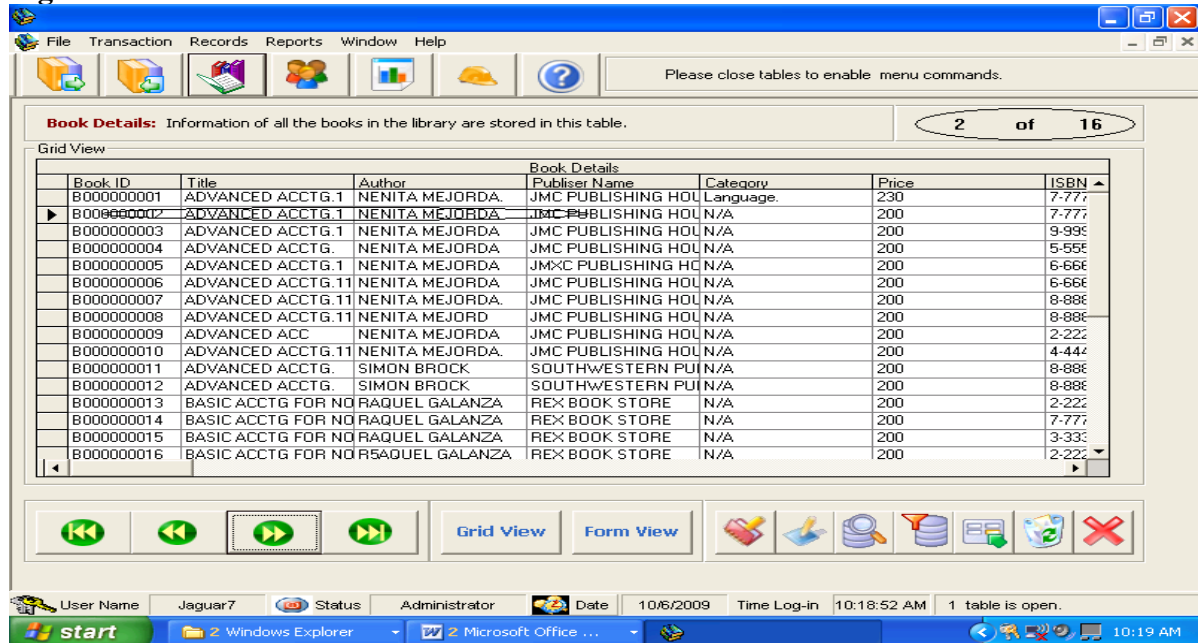 File Transaction Records Reports Window Help
Please close tables to enable menu commands.
Book Details: Information of all the books in the library are stored in this table.
2 of 16
Grid View
Book Details
Book ID Title Author Publiser Name Category Price ISBN
B000000001 ADVANCED ACCTG.1 NENITA MEJORDA. JMC PUBLISHING HOU Language. 230 7-777
B000000002 ADVANCED ACCTG.1 NENITA MEJORDA JMC PUBLISHING HOU N/A 200 7-777
B000000003 ADVANCED ACCTG.1 NENITA MEJORDA JMC PUBLISHING HOU N/A 200 9-999
B000000004 ADVANCED ACCTG. NENITA MEJORDA JMC PUBLISHING HOU N/A 200 5-555
B000000005 ADVANCED ACCTG.1 NENITA MEJORDA JMXC PUBLISHING HO N/A 200 6-666
B000000006 ADVANCED ACCTG.11 NENITA MEJORDA JMC PUBLISHING HOU N/A 200 6-666
B000000007 ADVANCED ACCTG.11 NENITA MEJORDA. JMC PUBLISHING HOU N/A 200 8-888
B000000008 ADVANCED ACCTG.11 NENITA MEJORD JMC PUBLISHING HOU N/A 200 8-888
B000000009 ADVANCED ACC NENITA MEJORDA JMC PUBLISHING HOU N/A 200 2-222
B000000010 ADVANCED ACCTG.11 NENITA MEJORDA. JMC PUBLISHING HOU N/A 200 4-444
B000000011 ADVANCED ACCTG. SIMON BROCK SOUTHWESTERN PUI N/A 200 8-888
B000000012 ADVANCED ACCTG. SIMON BROCK SOUTHWESTERN PUI N/A 200 8-888
B000000013 BASIC ACCTG FOR NO RAQUEL GALANZA REX BOOK STORE N/A 200 2-222
B000000014 BASIC ACCTG FOR NO RAQUEL GALANZA REX BOOK STORE N/A 200 7-777
B000000015 BASIC ACCTG FOR NO RAQUEL GALANZA REX BOOK STORE N/A 200 3-333
B000000016 BASIC ACCTG FOR NO R5AQUEL GALANZA REX BOOK STORE N/A 200 2-222
Grid View Form View
User Name Jaguar7 Status Administrator Date 10/6/2009 Time Log-in 10:18:52 AM 1 table is open.
start 2 Windows Explorer 2 Microsoft Office ... 10:19 AM